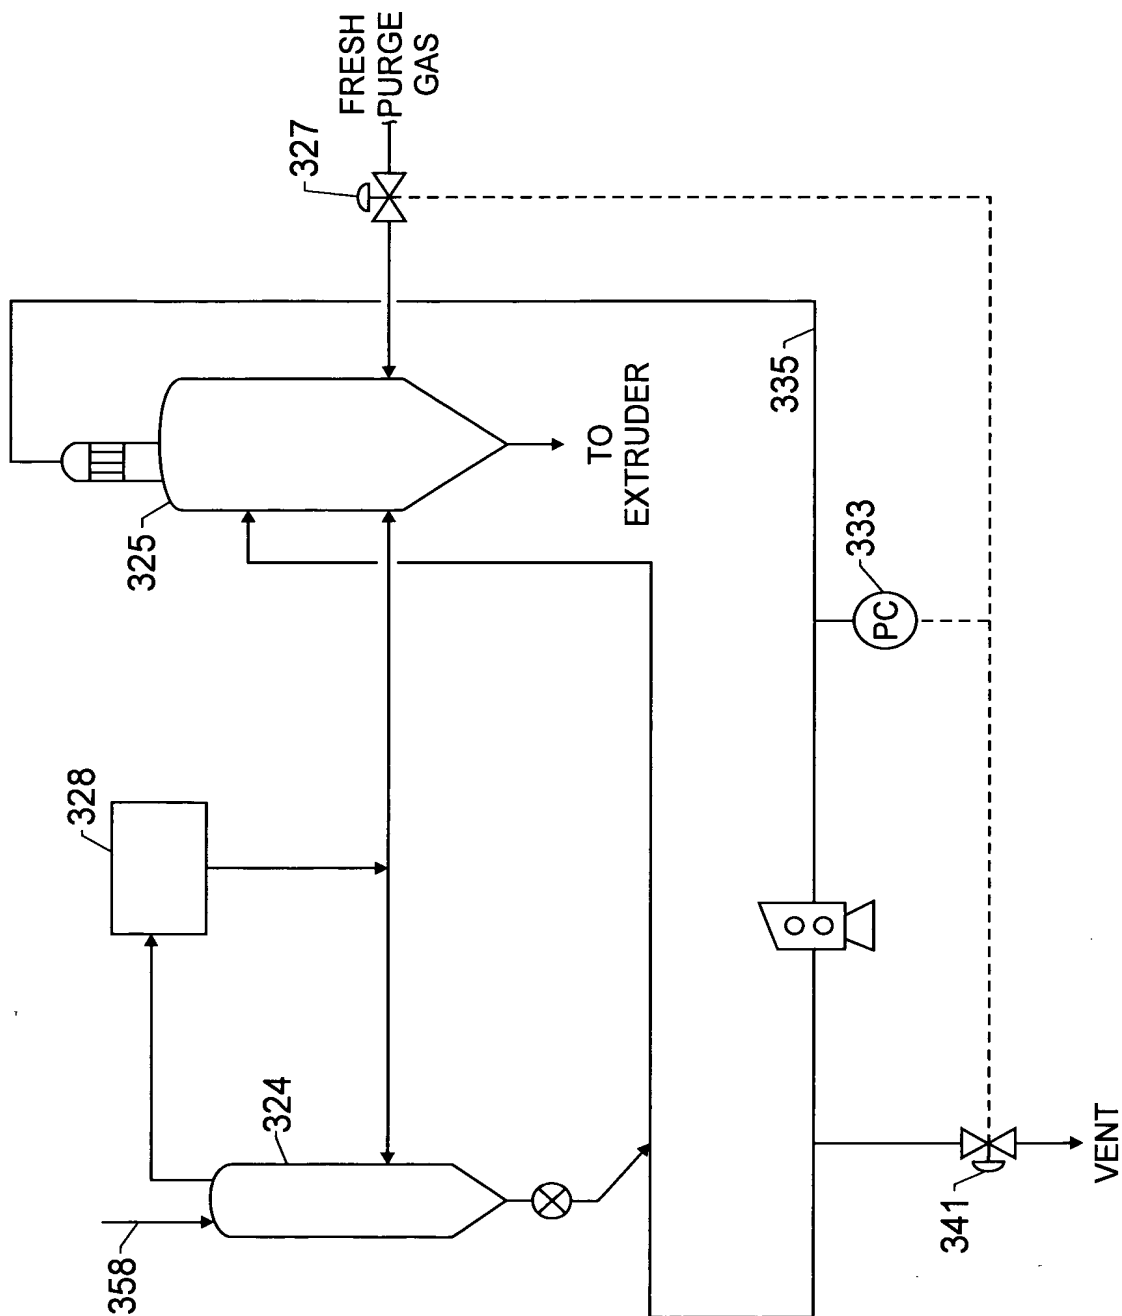 FRESH
PURGE
GAS
327
325
TO
EXTRUDER
335
333
PC
328
324
358
341
VENT